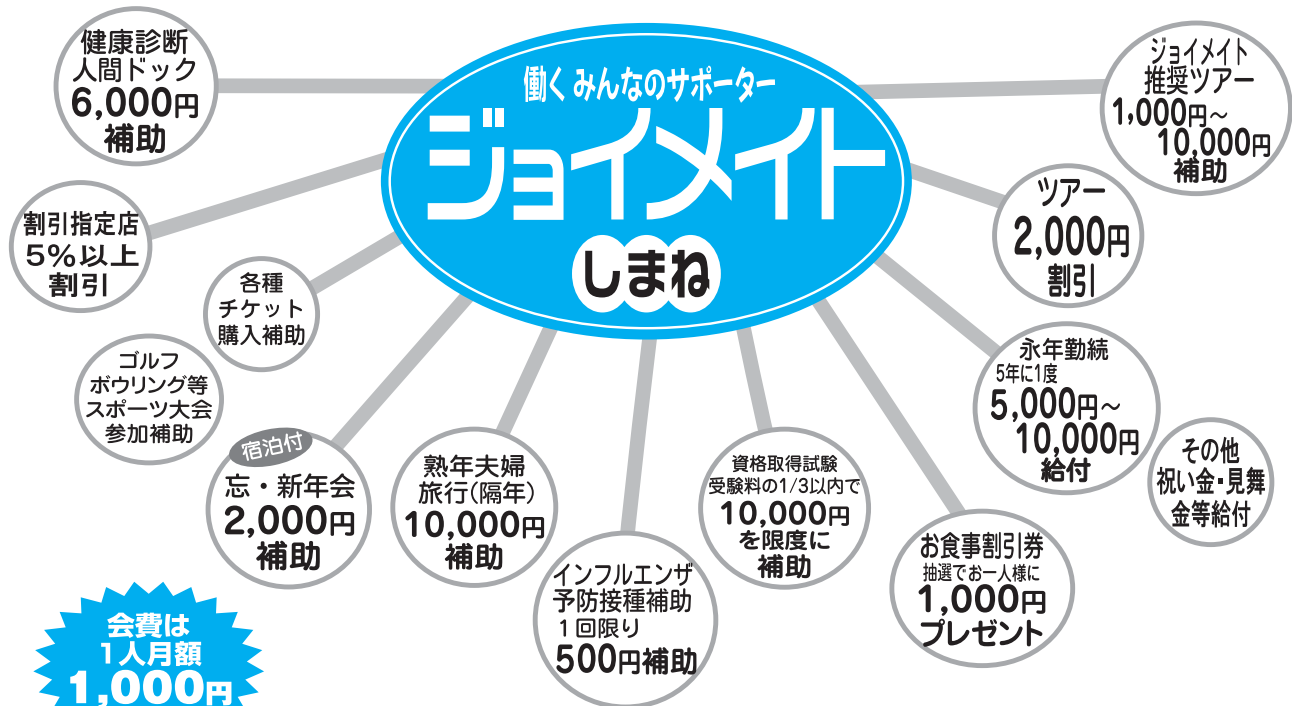 働くみんなのサポーター
ジョイメイト
しまね
健康診断
人間ドック
6,000円
補助
割引指定店
5%以上
割引
各種
チケット
購入補助
ゴルフ
ボウリング等
スポーツ大会
参加補助
宿泊付
忘・新年会
2,000円
補助
熟年夫婦
旅行(隔年)
10,000円
補助
インフルエンザ
予防接種補助
1回限り
500円補助
資格取得試験
受験料の1/3以内で
10,000円
を限度に
補助
お食事割引券
抽選でお一人様に
1,000円
プレゼント
永年勤続
5年に1度
5,000円~
10,000円
給付
その他
祝い金・見舞
金等給付
ツアー
2,000円
割引
ジョイメイト
推奨ツアー
1,000円~
10,000円
補助
会費は
1人月額
1,000円